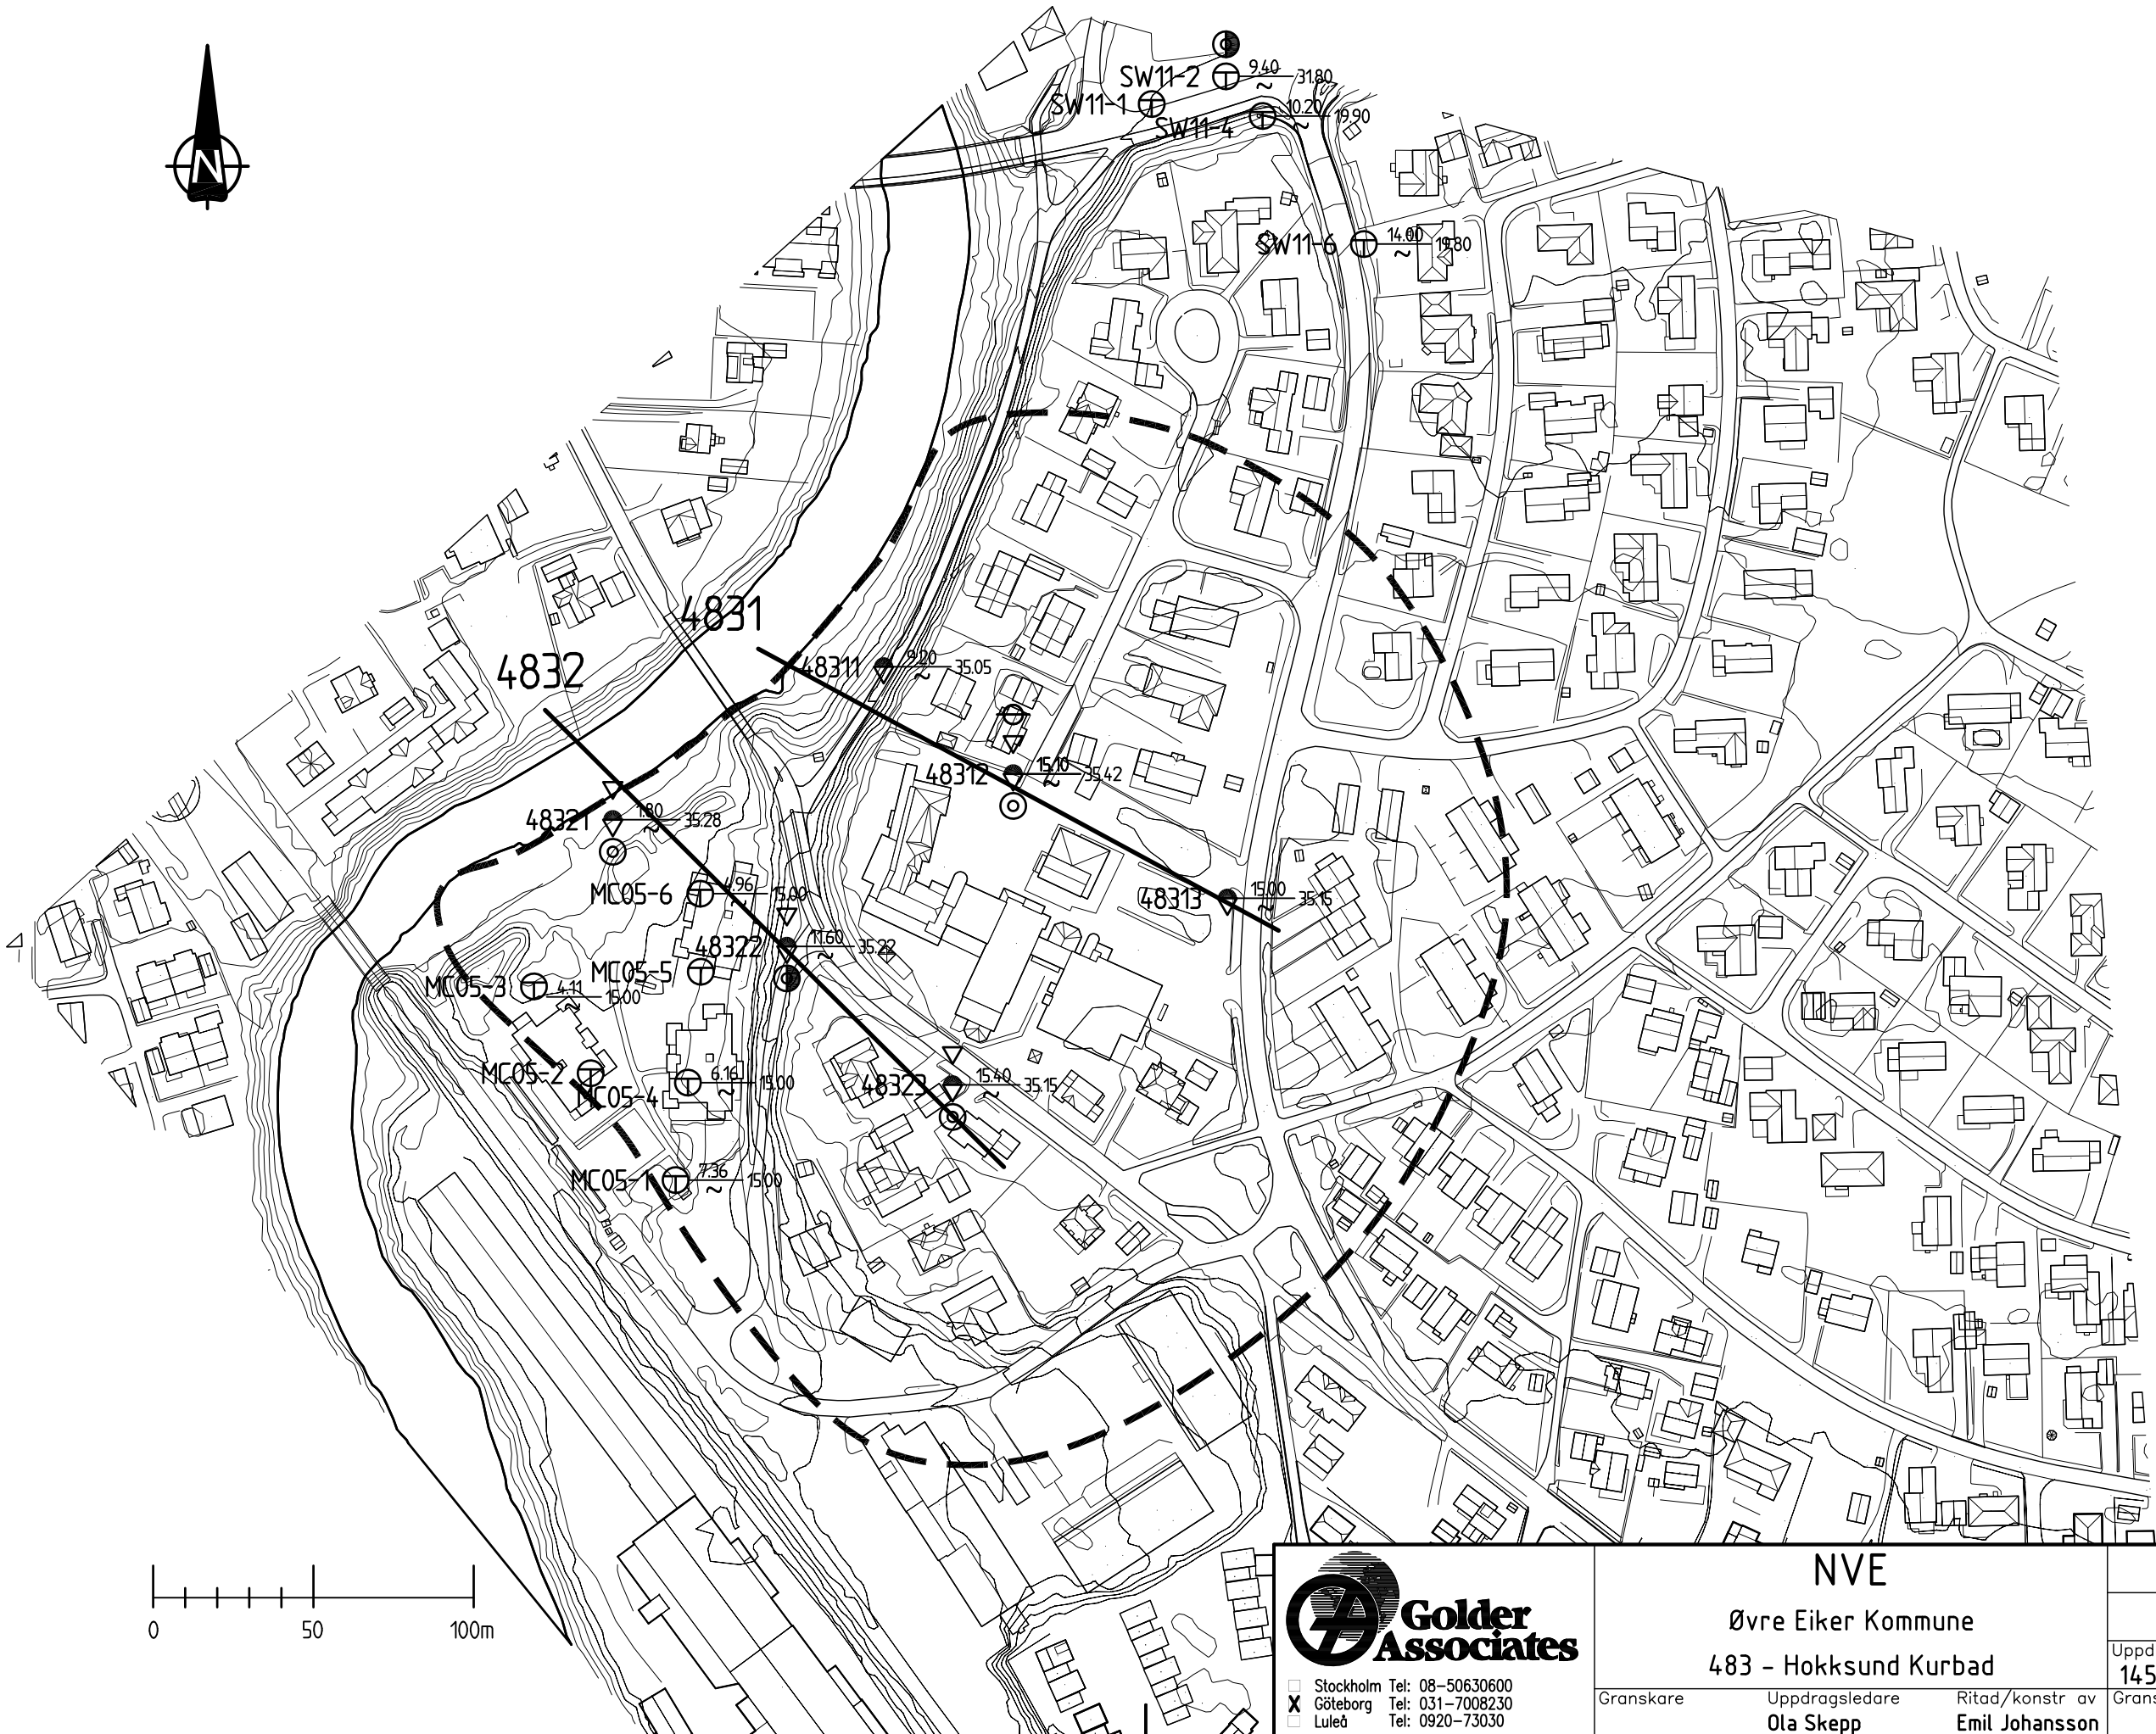 N
SW11-2 9.40 31.80
SW11-1
SW11-4 10.20 19.90
SW11-6 14.00 19.80
4831
4832
48311 9.20 35.05
48312 15.10 35.42
48321 1.80 35.28
MC05-6 4.96 15.00
48313 15.00 35.15
48322 11.60 35.22
MC05-5
MC05-3 4.11 15.00
MC05-2
MC05-4 6.16 15.00
48323 15.40 35.15
MC05-1 7.36 15.00
0 50 100m
Golder
Associates
Stockholm Tel: 08-50630600
X Göteborg Tel: 031-7008230
Luleå Tel: 0920-73030
NVE
Øvre Eiker Kommune
483 - Hokksund Kurbad
Granskare
Uppdragsledare
Ola Skepp
Ritad/konstr av
Emil Johansson
Uppd
145
Grans